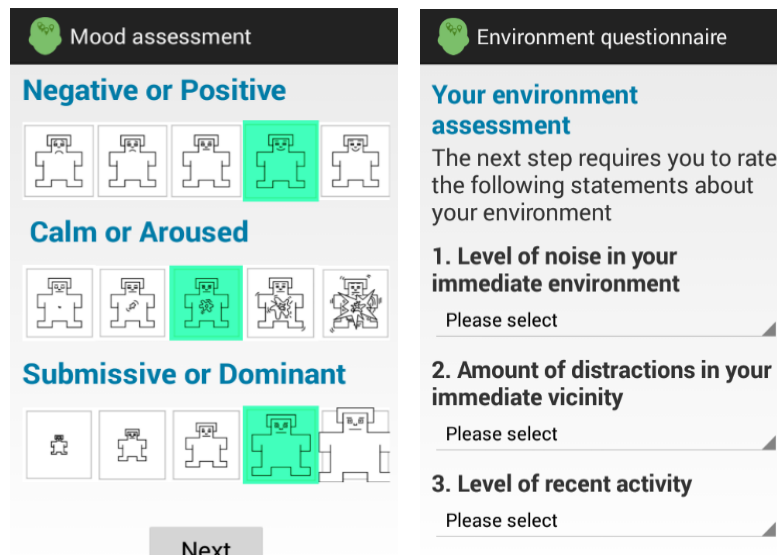 Mood assessment
Negative or Positive
Calm or Aroused
Submissive or Dominant
Next
Environment questionnaire
Your environment
assessment
The next step requires you to rate
the following statements about
your environment
1. Level of noise in your
immediate environment
Please select
2. Amount of distractions in your
immediate vicinity
Please select
3. Level of recent activity
Please select